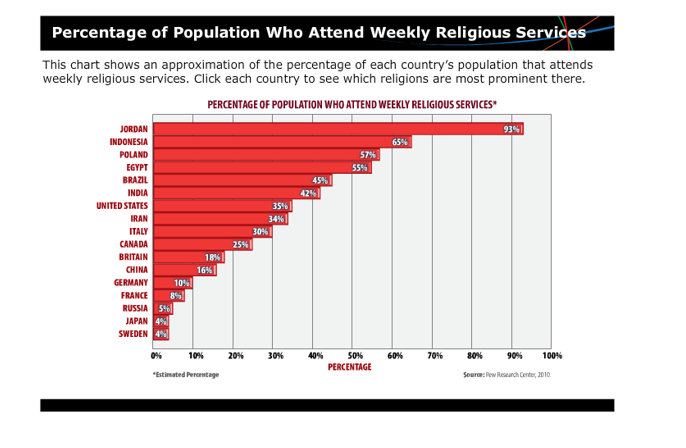 Percentage of Population Who Attend Weekly Religious Services
This chart shows an approximation of the percentage of each country's population that attends
weekly religious services. Click each country to see which religions are most prominent there.
PERCENTAGE OF POPULATION WHO ATTEND WEEKLY RELIGIOUS SERVICES*
JORDAN 93%
INDONESIA 65%
POLAND 57%
EGYPT 55%
BRAZIL 45%
INDIA 42%
UNITED STATES 35%
IRAN 34%
ITALY 30%
CANADA 25%
BRITAIN 18%
CHINA 16%
GERMANY 10%
FRANCE 8%
RUSSIA 5%
JAPAN 4%
SWEDEN 4%
0% 10% 20% 30% 40% 50% 60% 70% 80% 90% 100%
PERCENTAGE
*Estimated Percentage Source: Pew Research Center, 2010.